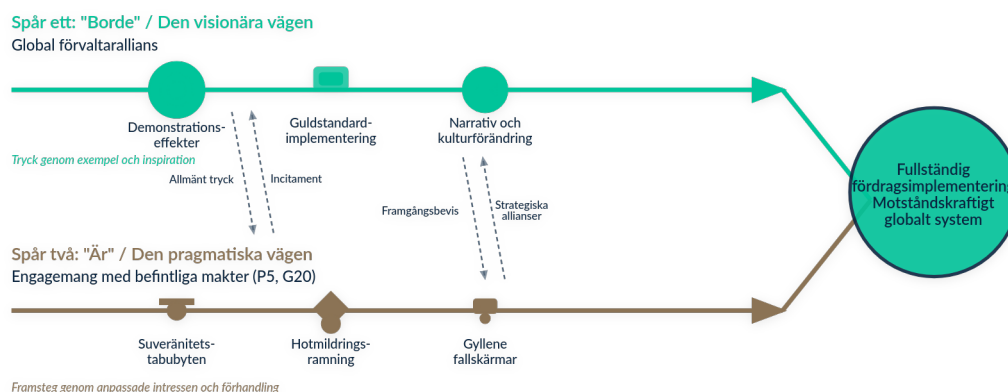 Spår ett: "Borde" / Den visionära vägen
Global förvaltarallians
Demonstrations-
effekter
Guldstandard-
implementering
Narrativ och
kulturförändring
Tryck genom exempel och inspiration
Allmänt tryck
Incitament
Framgångsbevis
Strategiska
allianser
Fullständig
fördragsimplementering
Motståndskraftigt
globalt system
Spår två: "Är" / Den pragmatiska vägen
Engagemang med befintliga makter (P5, G20)
Suveränitets-
tabubyten
Hotmildrings-
ramning
Gyllene
fallskärmar
Framsteg genom anpassade intressen och förhandling